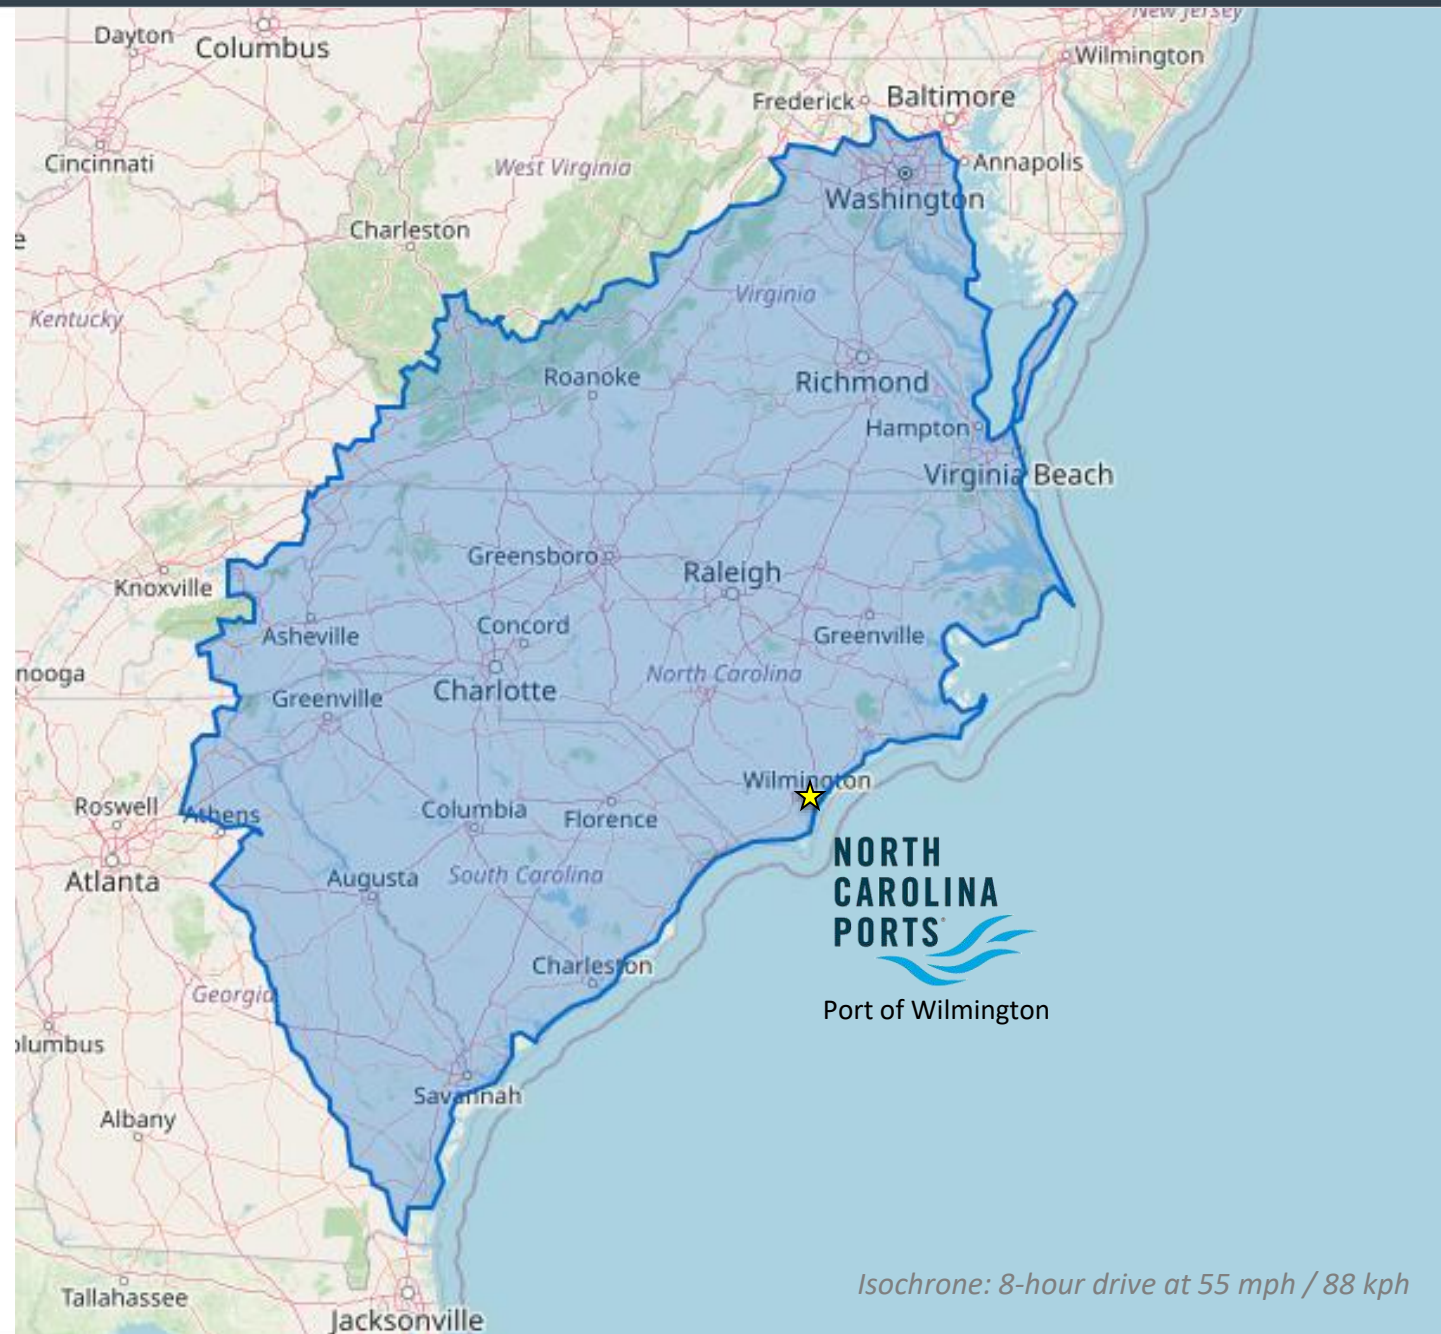 New Jersey
Dayton
Columbus
Wilmington
Frederick
Baltimore
Cincinnati
West Virginia
Annapolis
Washington
Charleston
e
Kentucky
Virginia
Roanoke
Richmond
Hampton
Virginia Beach
Greensboro
Raleigh
Knoxville
Asheville
Concord
Greenville
nooga
North Carolina
Greenville
Charlotte
Wilmington
Roswell
Athens
Columbia
Florence
Atlanta
Augusta
South Carolina
NORTH
CAROLINA
PORTS
Charleston
Georgia
Port of Wilmington
olumbus
Savannah
Albany
Isochrone: 8-hour drive at 55 mph / 88 kph
Tallahassee
Jacksonville